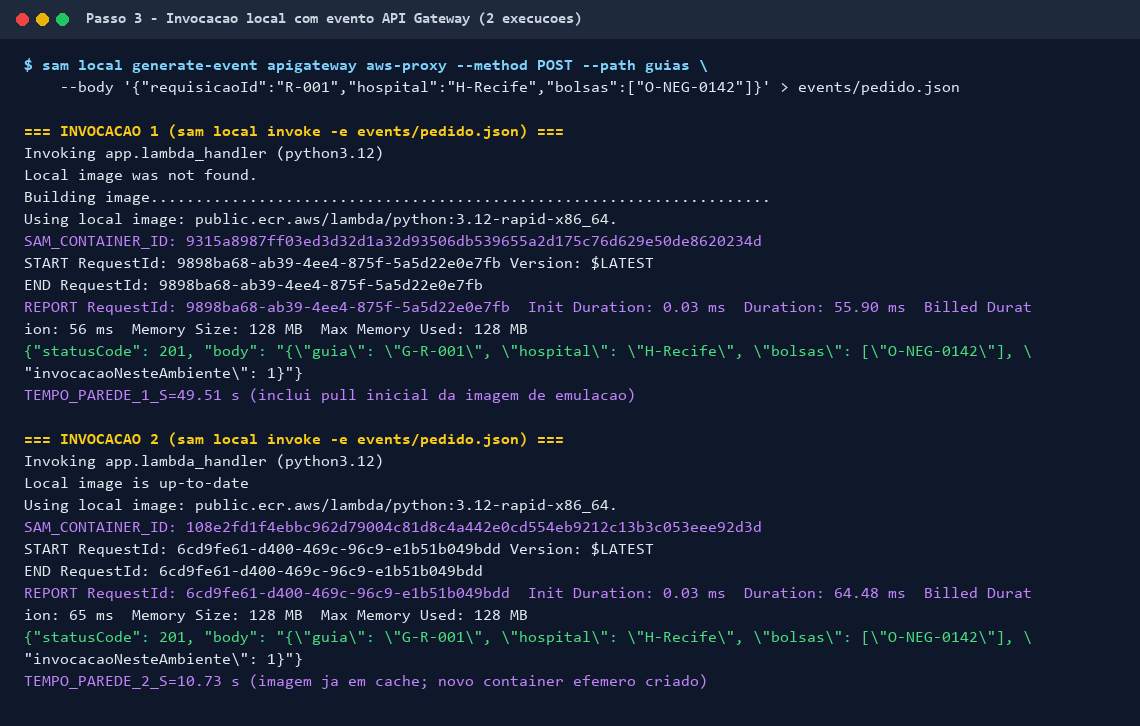 Passo 3 - Invocacao local com evento API Gateway (2 execucoes)
$ sam local generate-event apigateway aws-proxy --method POST --path guias \
--body '{"requisicaoId":"R-001","hospital":"H-Recife","bolsas":["O-NEG-0142"]}' > events/pedido.json
=== INVOCACAO 1 (sam local invoke -e events/pedido.json) ===
Invoking app.lambda_handler (python3.12)
Local image was not found.
Building image.....................................................................
Using local image: public.ecr.aws/lambda/python:3.12-rapid-x86_64.
SAM_CONTAINER_ID: 9315a8987ff03ed3d32d1a32d93506db539655a2d175c76d629e50de8620234d
START RequestId: 9898ba68-ab39-4ee4-875f-5a5d22e0e7fb Version: $LATEST
END RequestId: 9898ba68-ab39-4ee4-875f-5a5d22e0e7fb
REPORT RequestId: 9898ba68-ab39-4ee4-875f-5a5d22e0e7fb  Init Duration: 0.03 ms  Duration: 55.90 ms  Billed Durat
ion: 56 ms  Memory Size: 128 MB  Max Memory Used: 128 MB
{"statusCode": 201, "body": "{\"guia\": \"G-R-001\", \"hospital\": \"H-Recife\", \"bolsas\": [\"O-NEG-0142\"], \
"invocacaoNesteAmbiente\": 1}"}
TEMPO_PAREDE_1_S=49.51 s (inclui pull inicial da imagem de emulacao)
=== INVOCACAO 2 (sam local invoke -e events/pedido.json) ===
Invoking app.lambda_handler (python3.12)
Local image is up-to-date
Using local image: public.ecr.aws/lambda/python:3.12-rapid-x86_64.
SAM_CONTAINER_ID: 108e2fd1f4ebbc962d79004c81d8c4a442e0cd554eb9212c13b3c053eee92d3d
START RequestId: 6cd9fe61-d400-469c-96c9-e1b51b049bdd Version: $LATEST
END RequestId: 6cd9fe61-d400-469c-96c9-e1b51b049bdd
REPORT RequestId: 6cd9fe61-d400-469c-96c9-e1b51b049bdd  Init Duration: 0.03 ms  Duration: 64.48 ms  Billed Durat
ion: 65 ms  Memory Size: 128 MB  Max Memory Used: 128 MB
{"statusCode": 201, "body": "{\"guia\": \"G-R-001\", \"hospital\": \"H-Recife\", \"bolsas\": [\"O-NEG-0142\"], \
"invocacaoNesteAmbiente\": 1}"}
TEMPO_PAREDE_2_S=10.73 s (imagem ja em cache; novo container efemero criado)